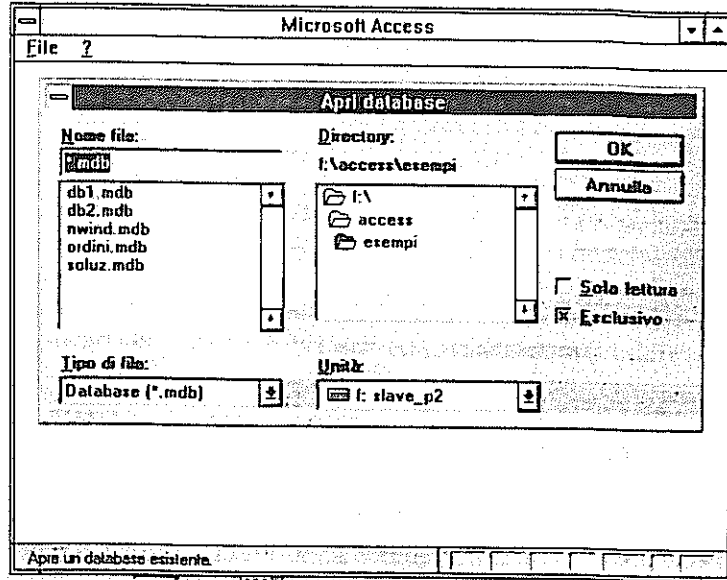 Microsoft Access
File ?
Apri database
Nome file:
*.mdb
db1.mdb
db2.mdb
nwind.mdb
ordini.mdb
soluz.mdb
Directory:
f:\access\esempi
f:\
access
esempi
OK
Annulla
Sola lettura
Esclusivo
Tipo di file:
Database (*.mdb)
Unità:
f: slave_p2
Apre un database esistente.